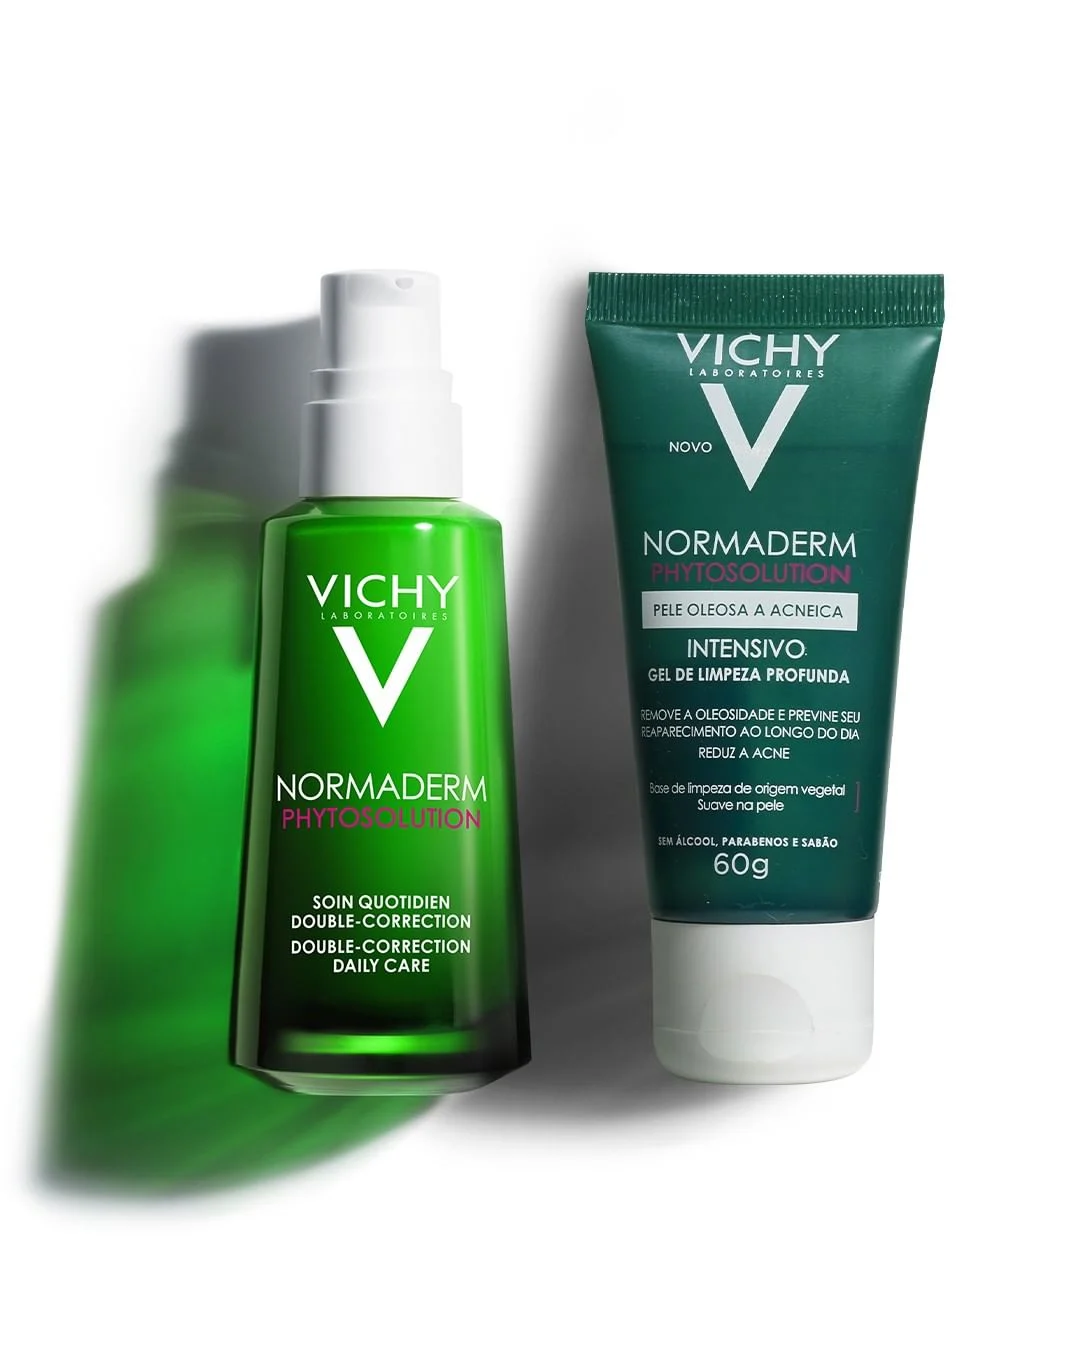 VICHY
LABORATOIRES
V
NORMADERM
PHYTOSOLUTION
SOIN QUOTIDIEN
DOUBLE-CORRECTION
DOUBLE-CORRECTION
DAILY CARE
VICHY
LABORATOIRES
V
NOVO
NORMADERM
PHYTOSOLUTION
PELE OLEOSA A ACNEICA
INTENSIVO
GEL DE LIMPEZA PROFUNDA
REMOVE A OLEOSIDADE E PREVINE SEU
REAPARECIMENTO AO LONGO DO DIA
REDUZ A ACNE
Base de limpeza de origem vegetal
Suave na pele
SEM ÁLCOOL, PARABENOS E SABÃO
60g